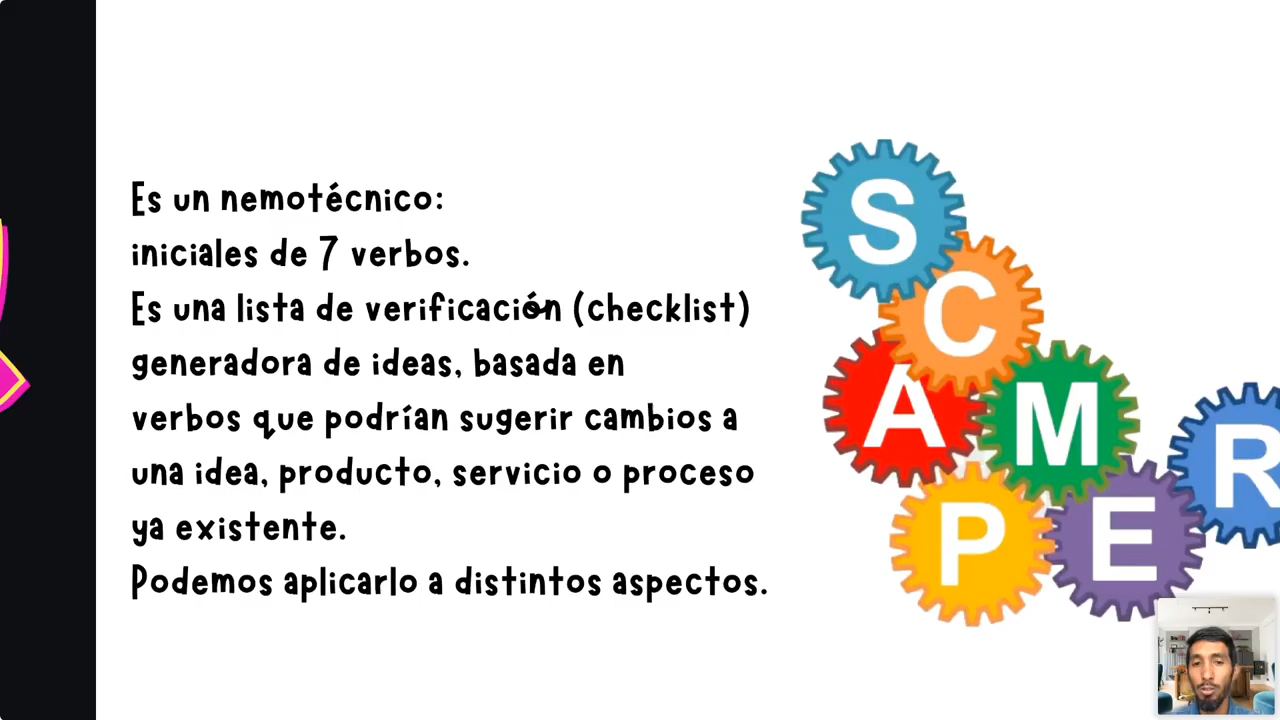 Es un nemotécnico:
iniciales de 7 verbos.
Es una lista de verificación (checklist)
generadora de ideas, basada en
verbos que podrían sugerir cambios a
una idea, producto, servicio o proceso
ya existente.
Podemos aplicarlo a distintos aspectos.
S
C
A
M
P
E
R